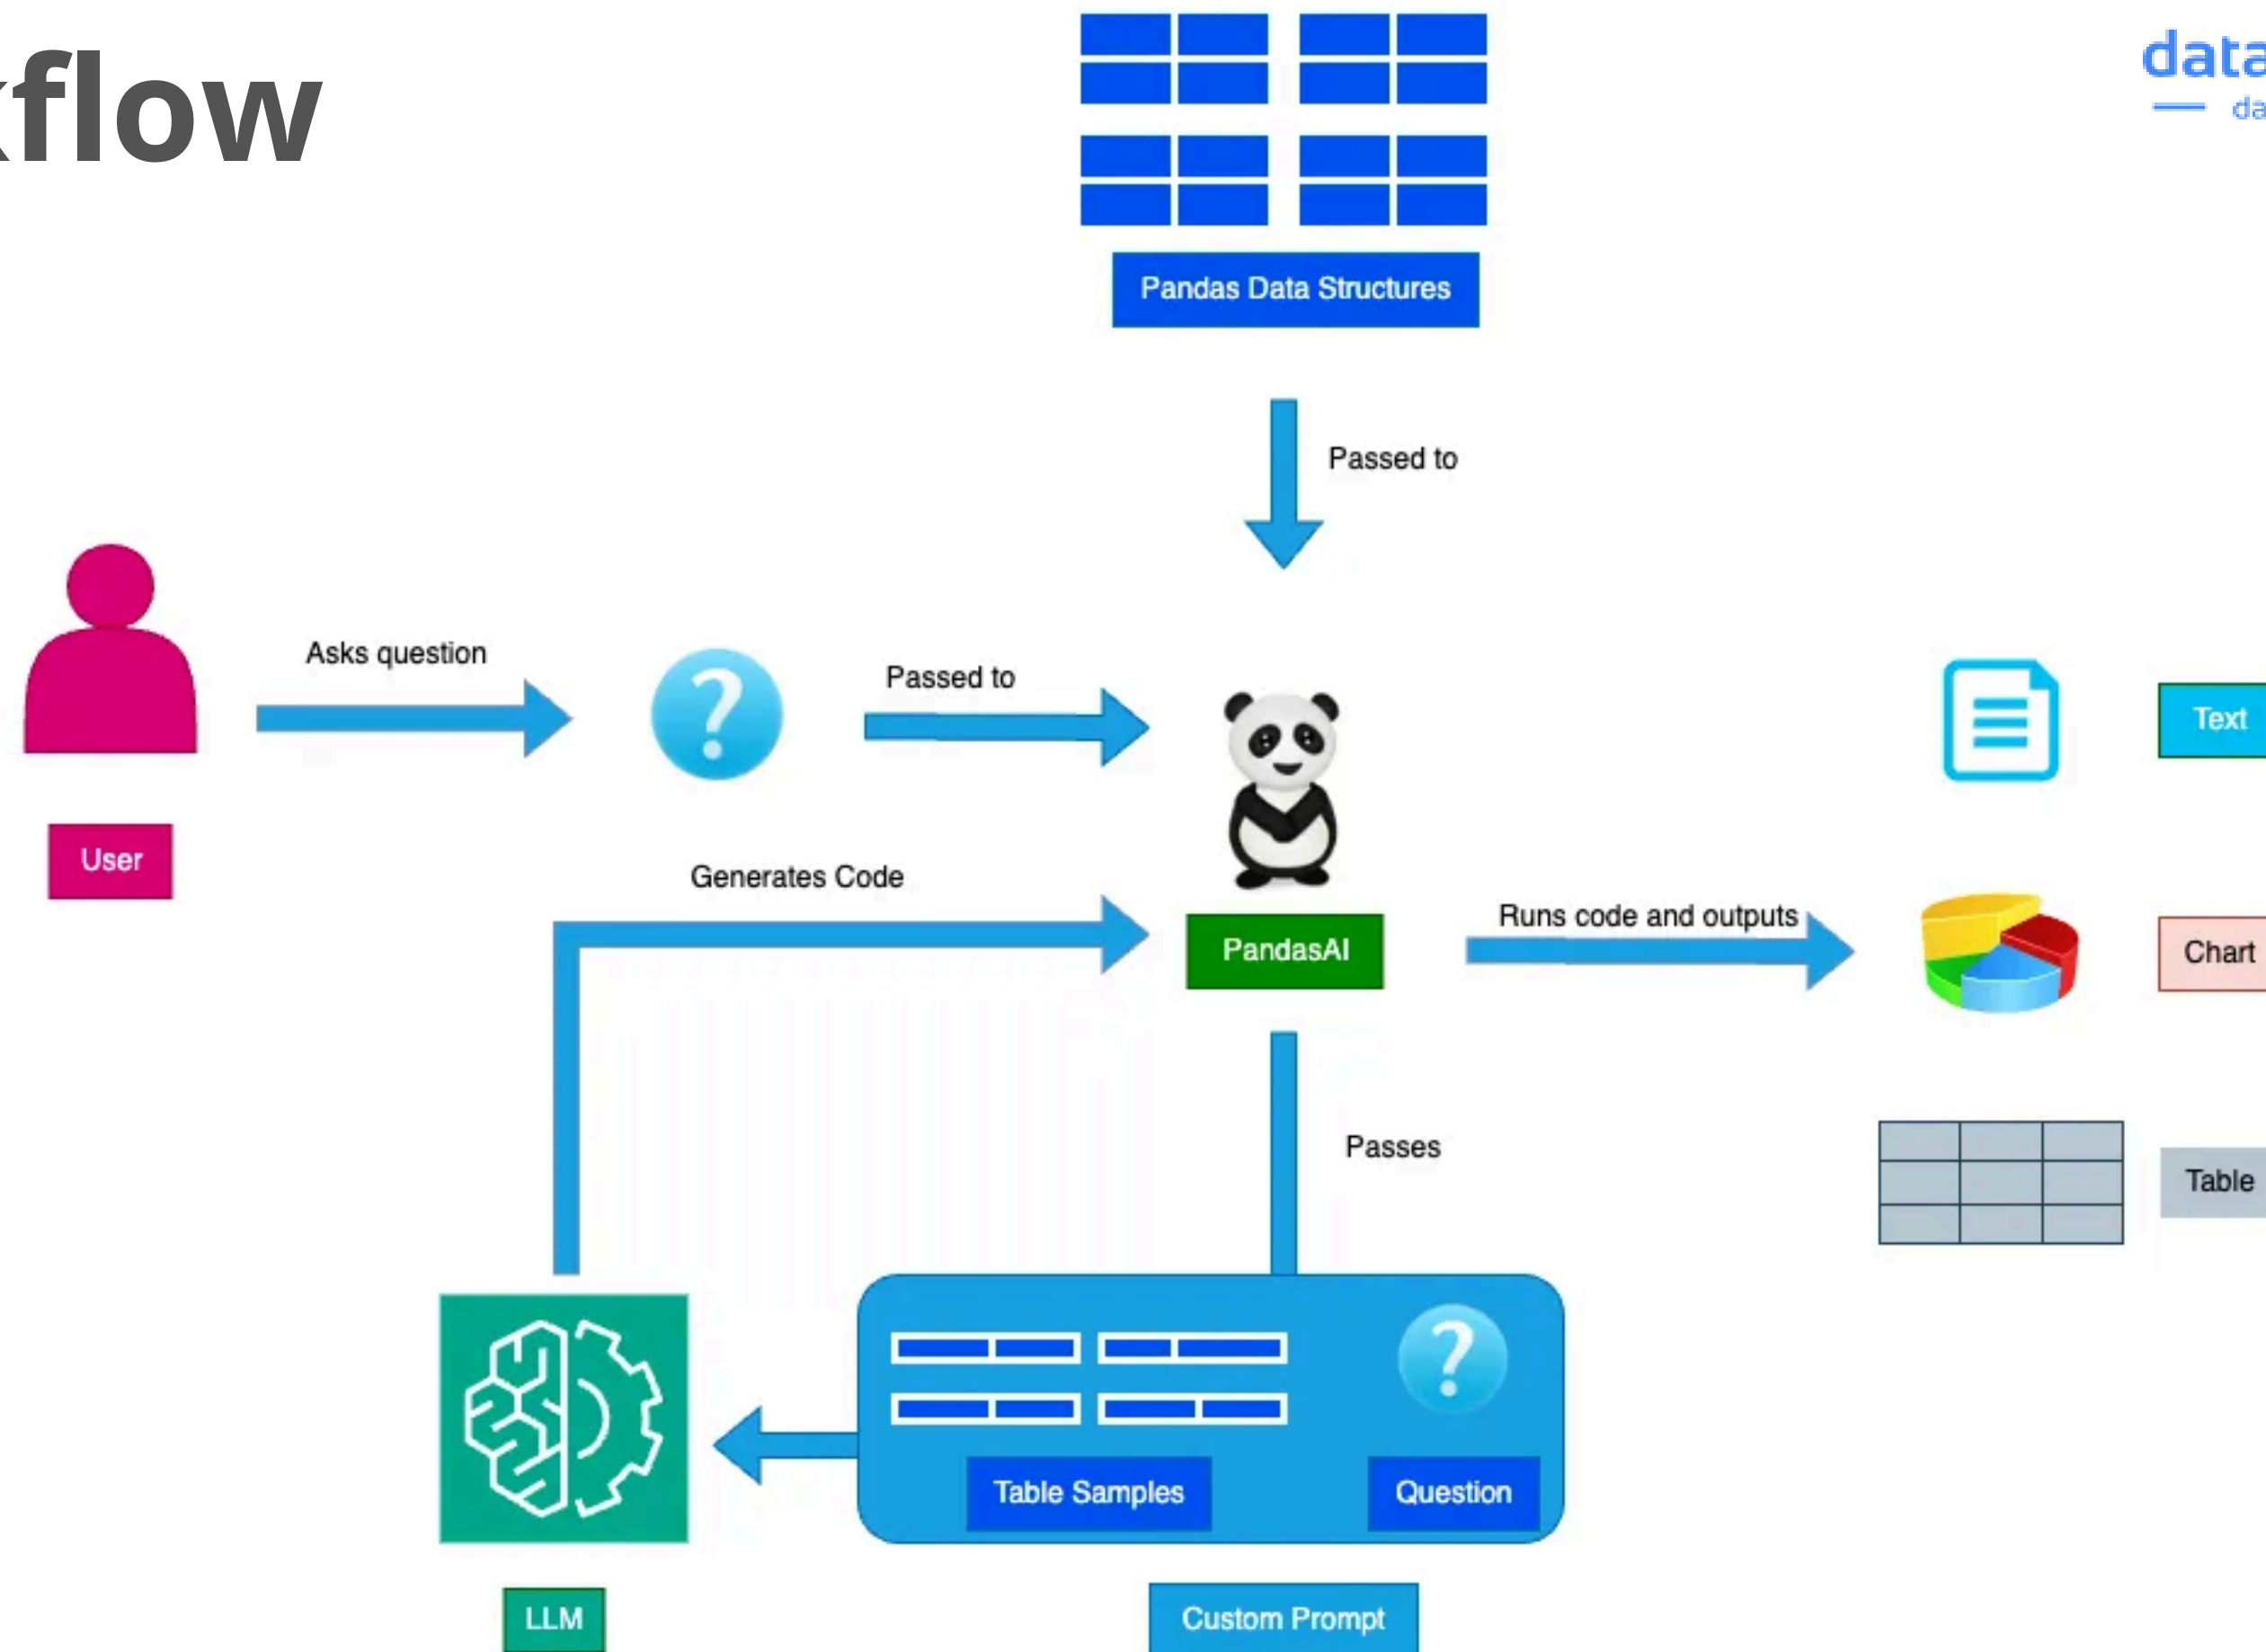 kflow
data
da
Pandas Data Structures
Passed to
Asks question
Passed to
Text
User
Generates Code
Runs code and outputs
PandasAI
Chart
Passes
Table
Table Samples
Question
LLM
Custom Prompt